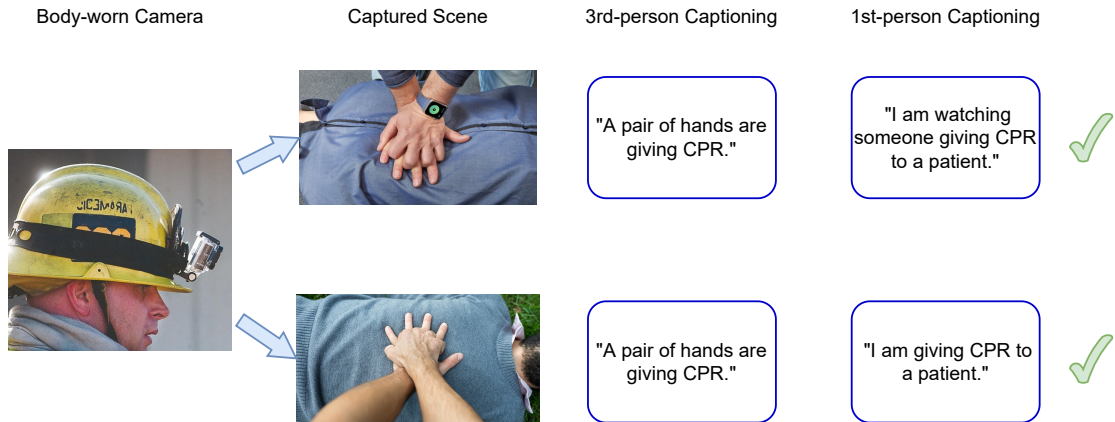 Body-worn Camera
Captured Scene
3rd-person Captioning
1st-person Captioning
"A pair of hands are
giving CPR."
"I am watching
someone giving CPR
to a patient."
PARAMEDIC
"A pair of hands are
giving CPR."
"I am giving CPR to
a patient."